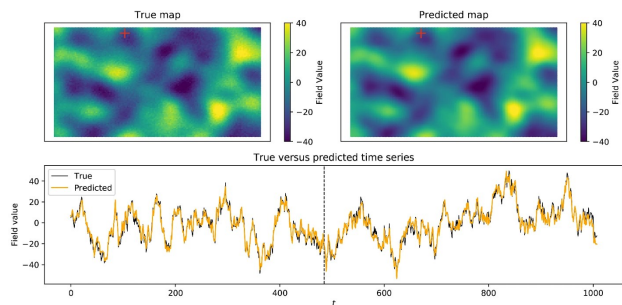 True map
Predicted map
40
20
0
−20
−40
Field Value
40
20
0
−20
−40
Field Value
True versus predicted time series
True
Predicted
40
20
0
−20
−40
Field value
0
200
400
600
800
1000